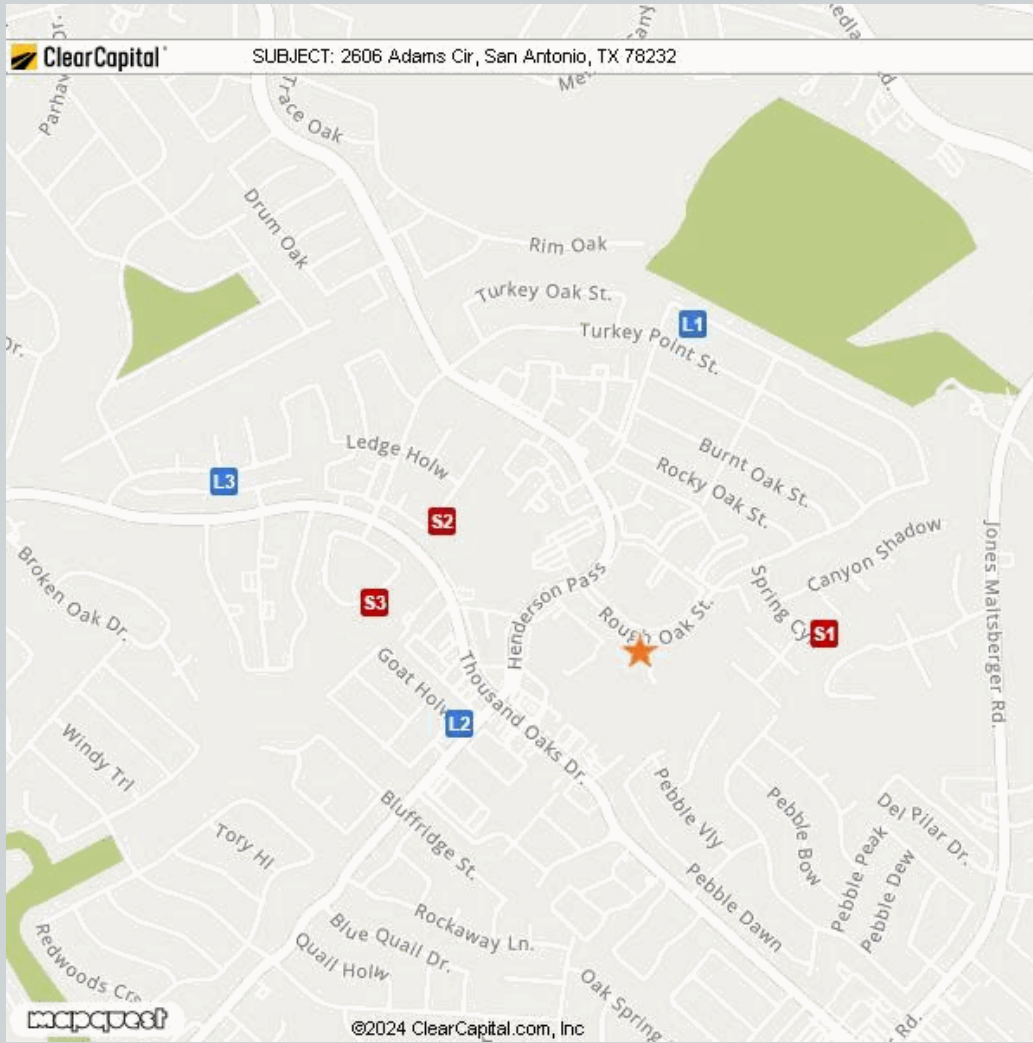 ClearCapital
SUBJECT: 2606 Adams Cir, San Antonio, TX 78232
Trace Oak
Drum Oak
Rim Oak
Turkey Oak St.
L1
Turkey Point St.
Dr.
Ledge Holw
Burnt Oak St.
Rocky Oak St.
L3
S2
Canyon Shadow
Jones Maltsberger Rd.
Broken Oak Dr.
S3
Henderson Pass
Rough Oak St.
Spring Cy
S1
Goat Holw
Thousand Oaks Dr.
L2
Windy Trl
Pebble Vly
Pebble Bow
Del Pilar Dr.
Bluffridge St.
Tory Hl
Pebble Peak
Pebble Dew
Pebble Dawn
Rockaway Ln.
Blue Quail Dr.
Quail Holw
Redwoods Crs
Oak Spring
Rd.
mapquest
©2024 ClearCapital.com, Inc